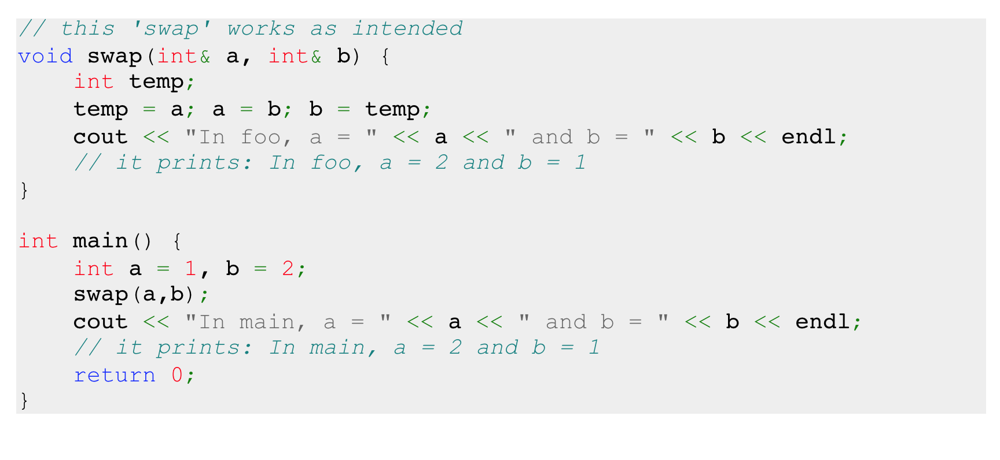 // this 'swap' works as intended
void swap(int& a, int& b) {
    int temp;
    temp = a; a = b; b = temp;
    cout << "In foo, a = " << a << " and b = " << b << endl;
    // it prints: In foo, a = 2 and b = 1
}

int main() {
    int a = 1, b = 2;
    swap(a,b);
    cout << "In main, a = " << a << " and b = " << b << endl;
    // it prints: In main, a = 2 and b = 1
    return 0;
}